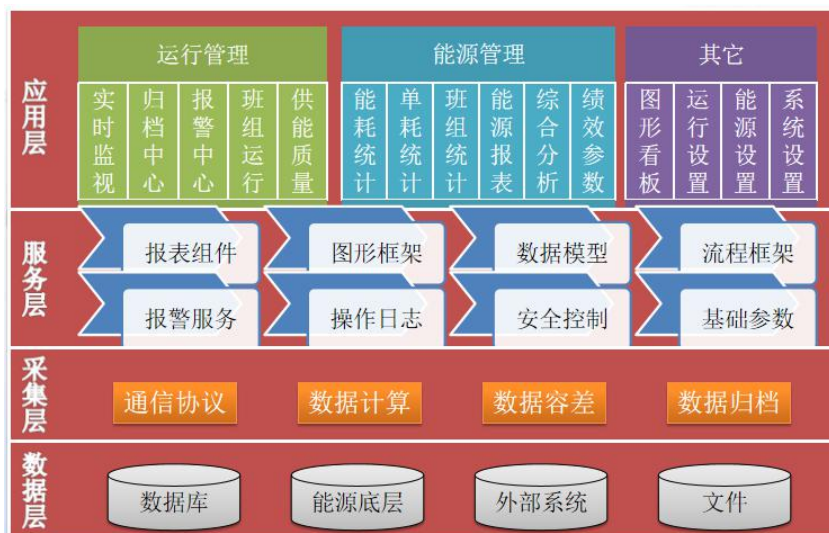 应用层
运行管理
实时监视
归档中心
报警中心
班组运行
供能质量
能源管理
能耗统计
单耗统计
班组统计
能源报表
综合分析
绩效参数
其它
图形看板
运行设置
能源设置
系统设置
服务层
报表组件
图形框架
数据模型
流程框架
报警服务
操作日志
安全控制
基础参数
采集层
通信协议
数据计算
数据容差
数据归档
数据层
数据库
能源底层
外部系统
文件